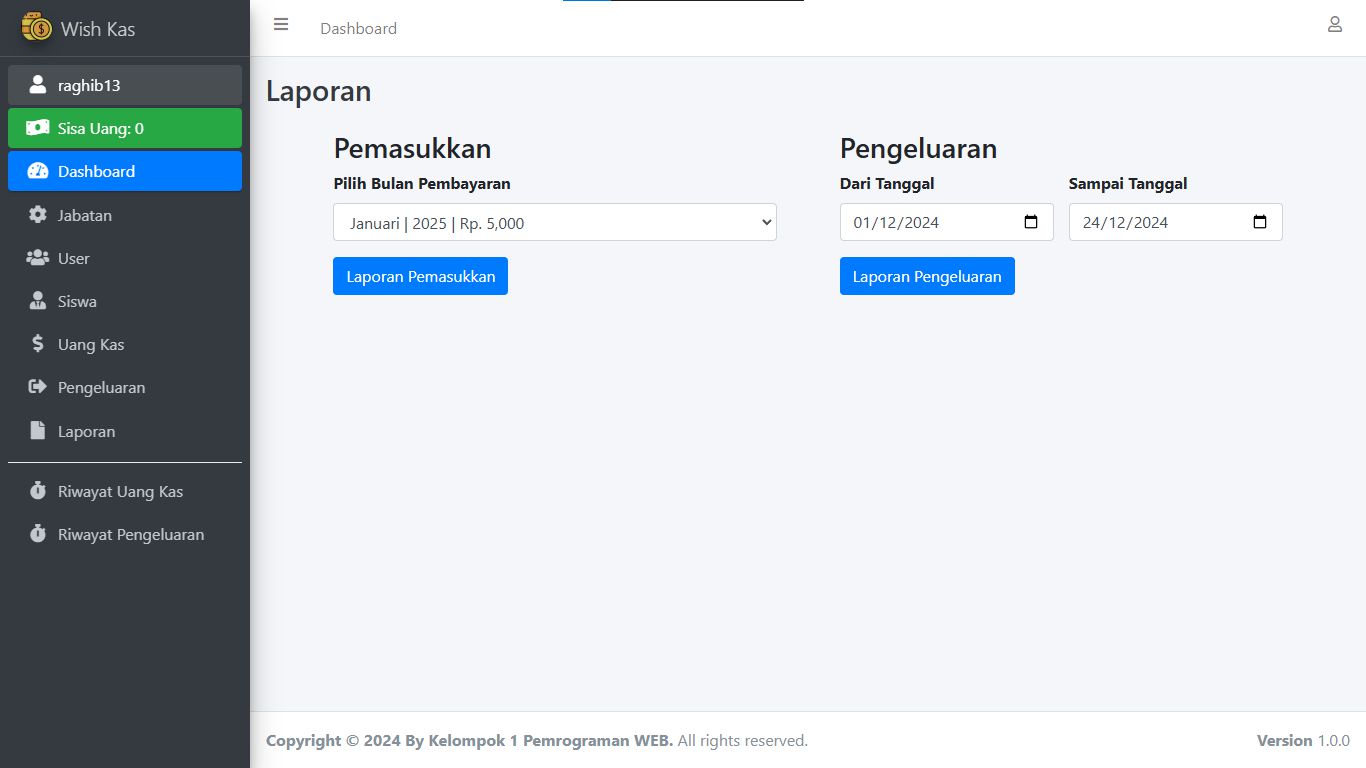 Wish Kas
Dashboard
raghib13
Sisa Uang: 0
Dashboard
Jabatan
User
Siswa
Uang Kas
Pengeluaran
Laporan
Riwayat Uang Kas
Riwayat Pengeluaran
Laporan
Pemasukkan
Pilih Bulan Pembayaran
Januari | 2025 | Rp. 5,000
Laporan Pemasukkan
Pengeluaran
Dari Tanggal Sampai Tanggal
01/12/2024 24/12/2024
Laporan Pengeluaran
Copyright © 2024 By Kelompok 1 Pemrograman WEB. All rights reserved. Version 1.0.0